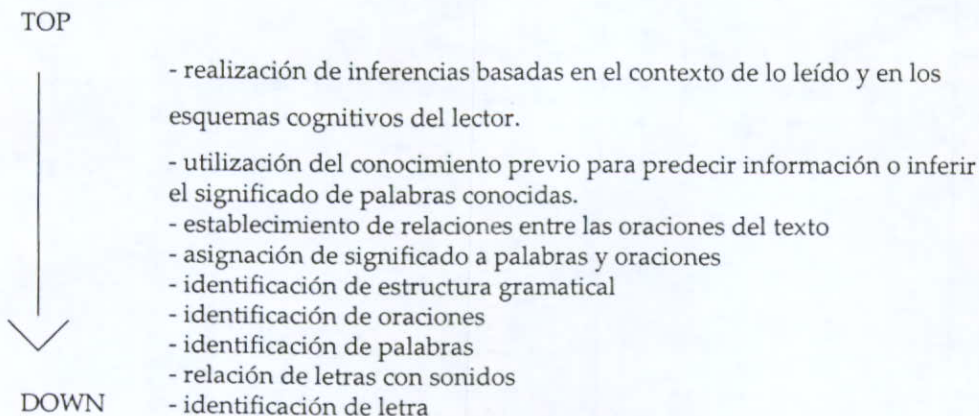 TOP
- realización de inferencias basadas en el contexto de lo leído y en los
esquemas cognitivos del lector.
- utilización del conocimiento previo para predecir información o inferir
el significado de palabras conocidas.
- establecimiento de relaciones entre las oraciones del texto
- asignación de significado a palabras y oraciones
- identificación de estructura gramatical
- identificación de oraciones
- identificación de palabras
- relación de letras con sonidos
DOWN - identificación de letra